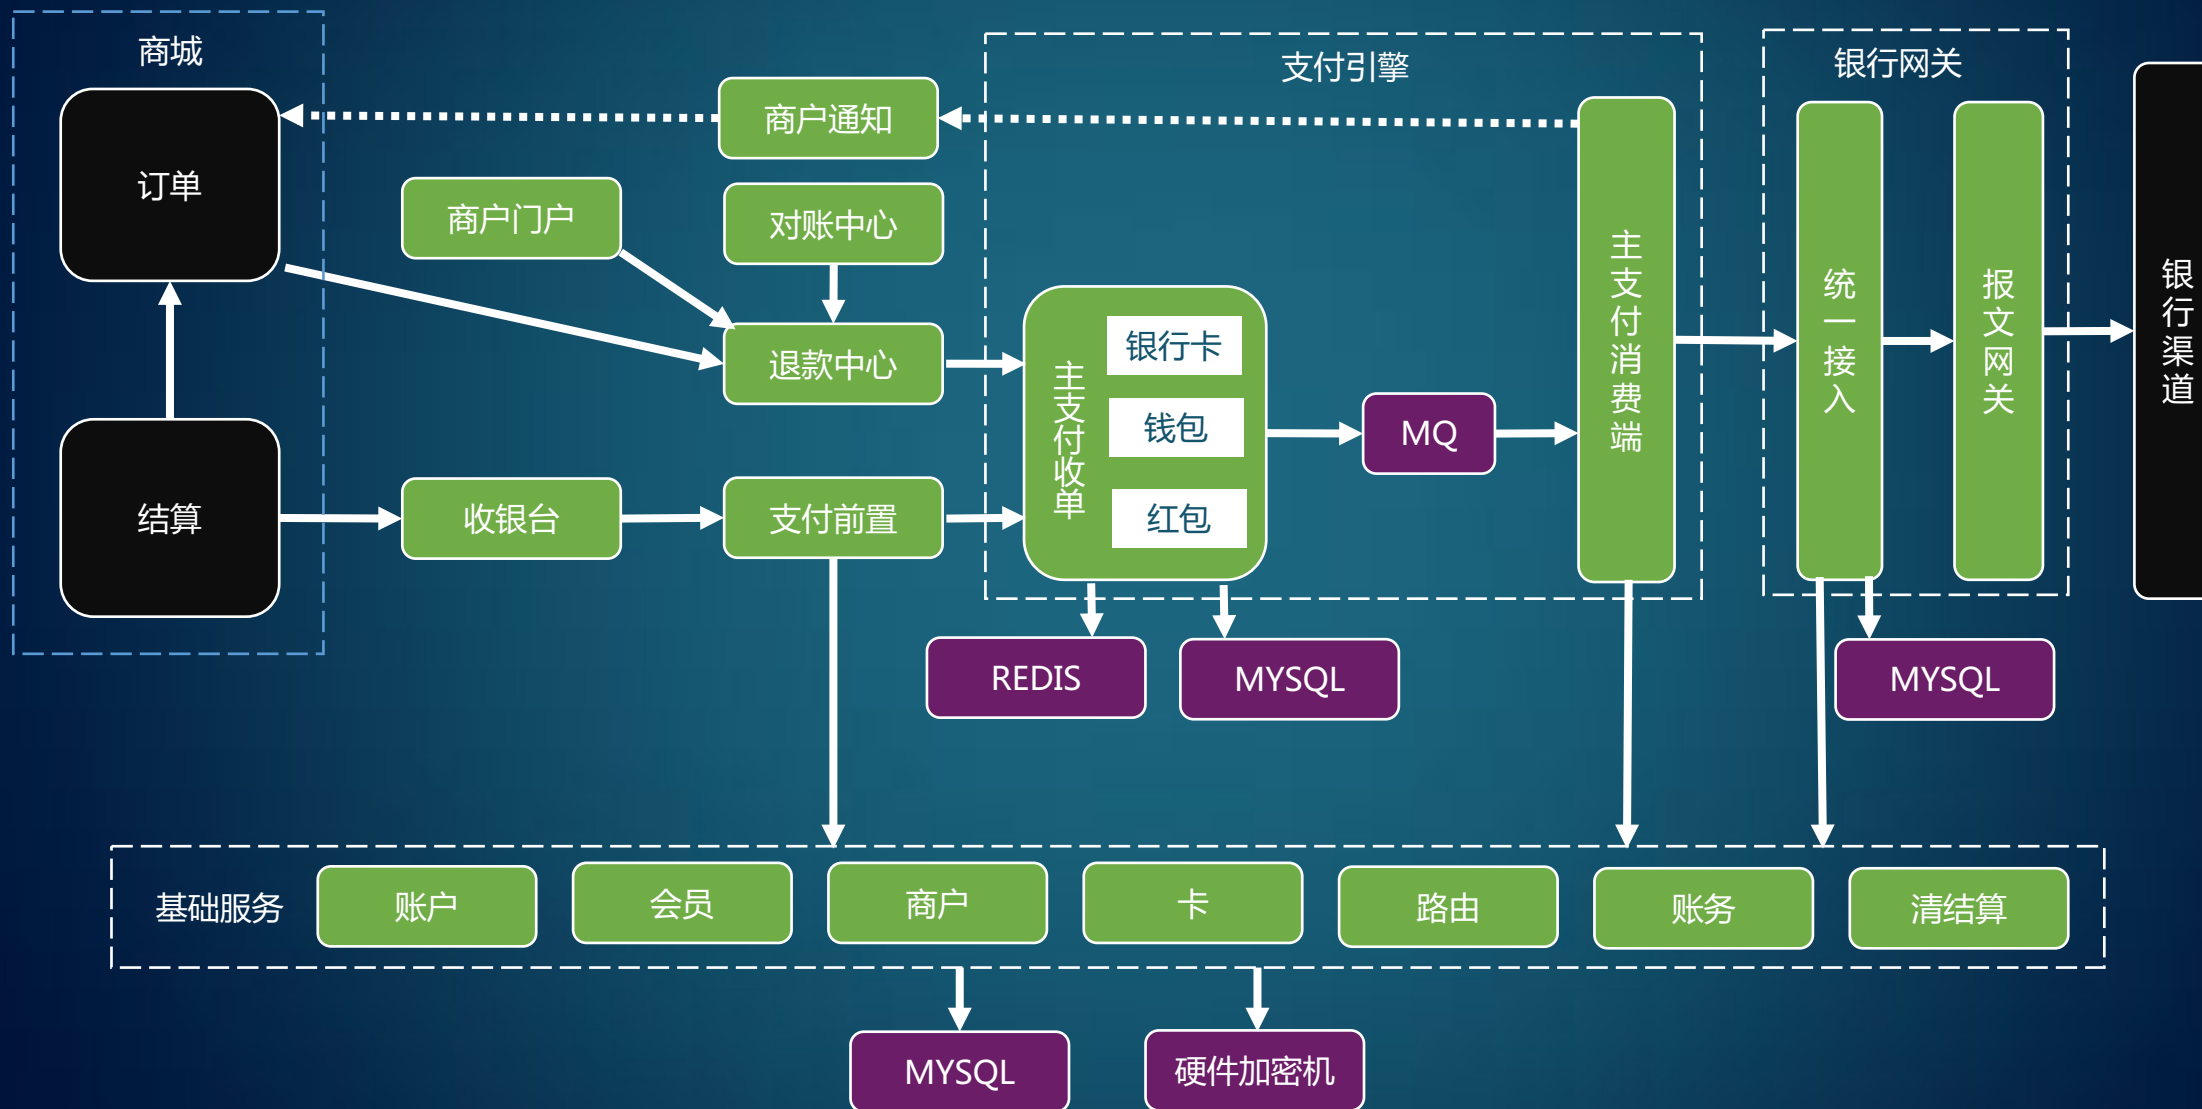 商城
支付引擎
银行网关
订单
商户通知
商户门户
对账中心
退款中心
结算
收银台
支付前置
主支付收单
银行卡
钱包
红包
MQ
主支付消费端
统一接入
报文网关
银行渠道
REDIS
MYSQL
MYSQL
基础服务
账户
会员
商户
卡
路由
账务
清结算
MYSQL
硬件加密机